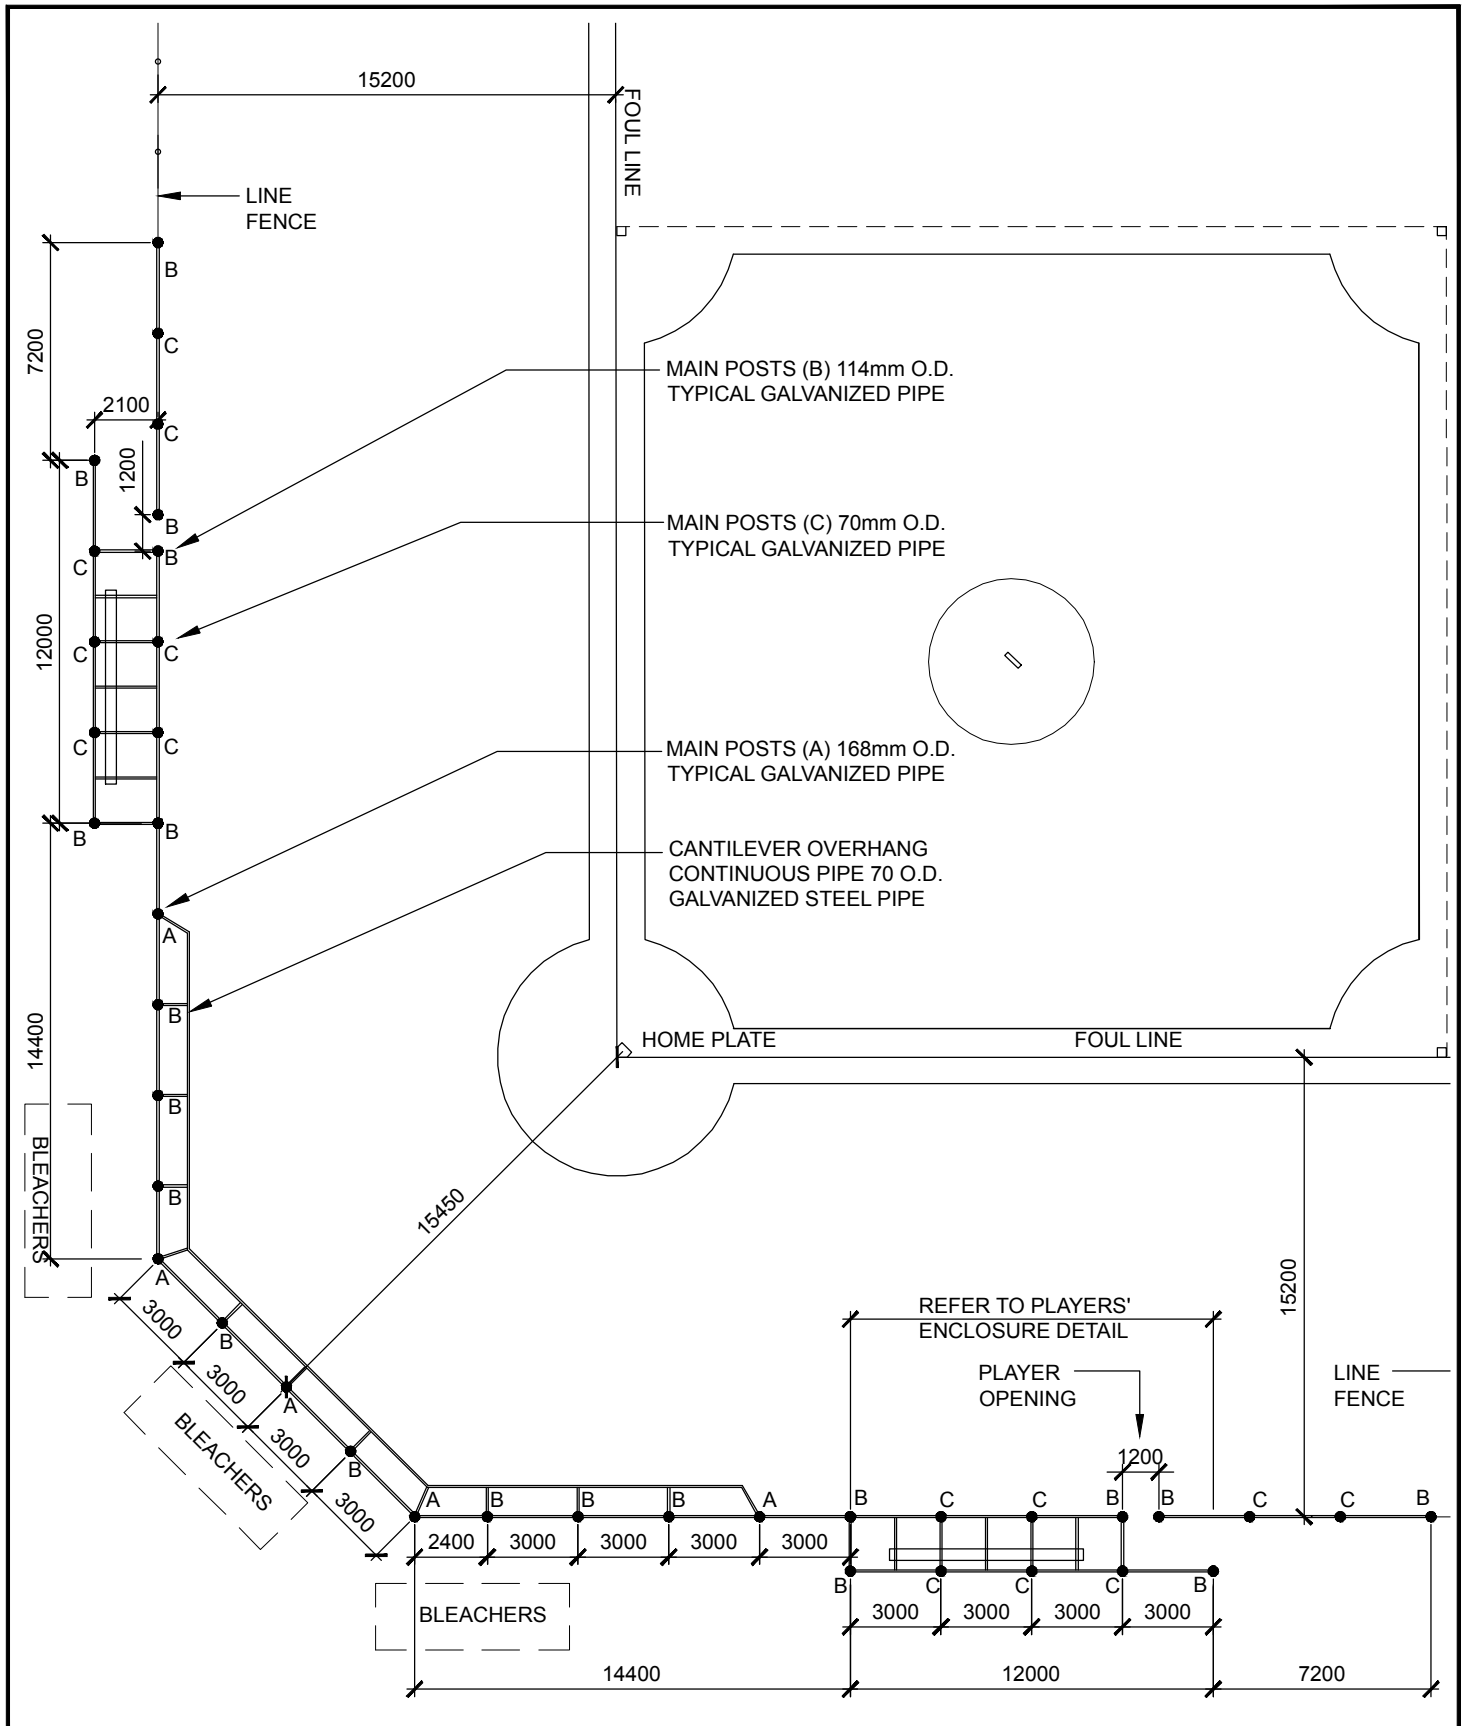 15200
FOUL LINE
LINE
FENCE
B
C
7200
MAIN POSTS (B) 114mm O.D.
TYPICAL GALVANIZED PIPE
2100
C
1200
B
B
B
C
MAIN POSTS (C) 70mm O.D.
TYPICAL GALVANIZED PIPE
12000
C
C
C
C
MAIN POSTS (A) 168mm O.D.
TYPICAL GALVANIZED PIPE
B
B
CANTILEVER OVERHANG
CONTINUOUS PIPE 70 O.D.
GALVANIZED STEEL PIPE
A
B
14400
HOME PLATE
FOUL LINE
B
BLEACHERS
B
15450
A
3000
B
3000
A
3000
B
3000
BLEACHERS
15200
REFER TO PLAYERS'
ENCLOSURE DETAIL
PLAYER
OPENING
LINE
FENCE
1200
A
B
B
B
A
B
C
C
B
B
C
C
B
2400
3000
3000
3000
3000
B
C
C
C
B
BLEACHERS
3000
3000
3000
3000
14400
12000
7200